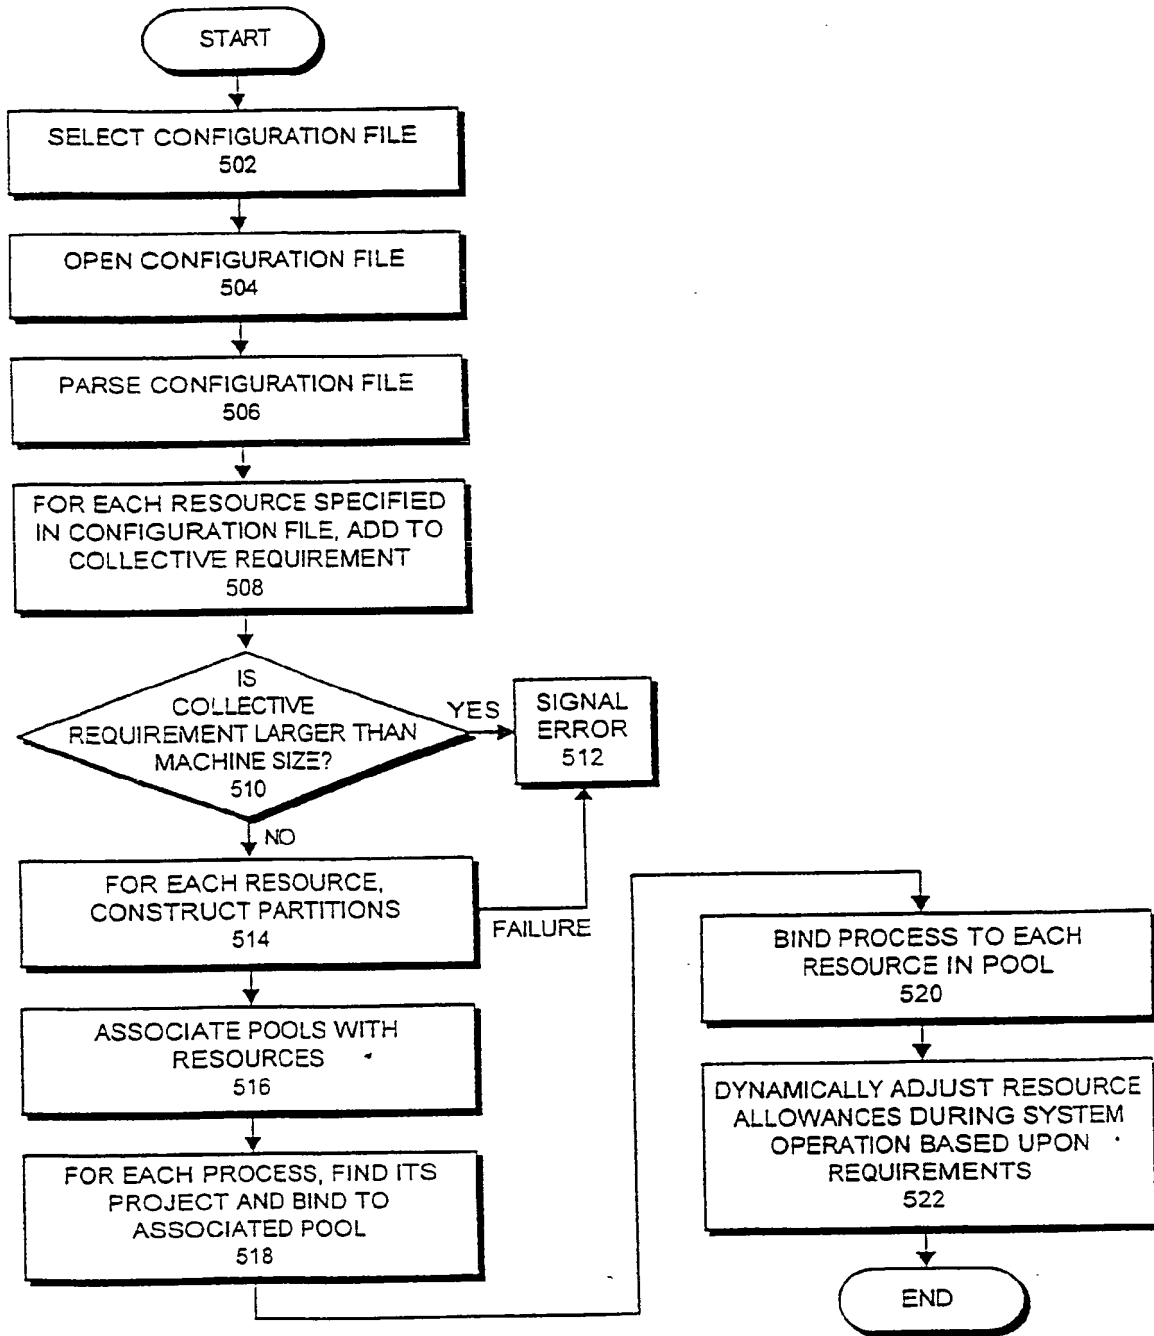 START
SELECT CONFIGURATION FILE
502
OPEN CONFIGURATION FILE
504
PARSE CONFIGURATION FILE
506
FOR EACH RESOURCE SPECIFIED
IN CONFIGURATION FILE, ADD TO
COLLECTIVE REQUIREMENT
508
IS
COLLECTIVE
REQUIREMENT LARGER THAN
MACHINE SIZE?
510
YES
SIGNAL
ERROR
512
NO
FOR EACH RESOURCE,
CONSTRUCT PARTITIONS
514
FAILURE
ASSOCIATE POOLS WITH
RESOURCES
516
FOR EACH PROCESS, FIND ITS
PROJECT AND BIND TO
ASSOCIATED POOL
518
BIND PROCESS TO EACH
RESOURCE IN POOL
520
DYNAMICALLY ADJUST RESOURCE
ALLOWANCES DURING SYSTEM
OPERATION BASED UPON
REQUIREMENTS
522
END